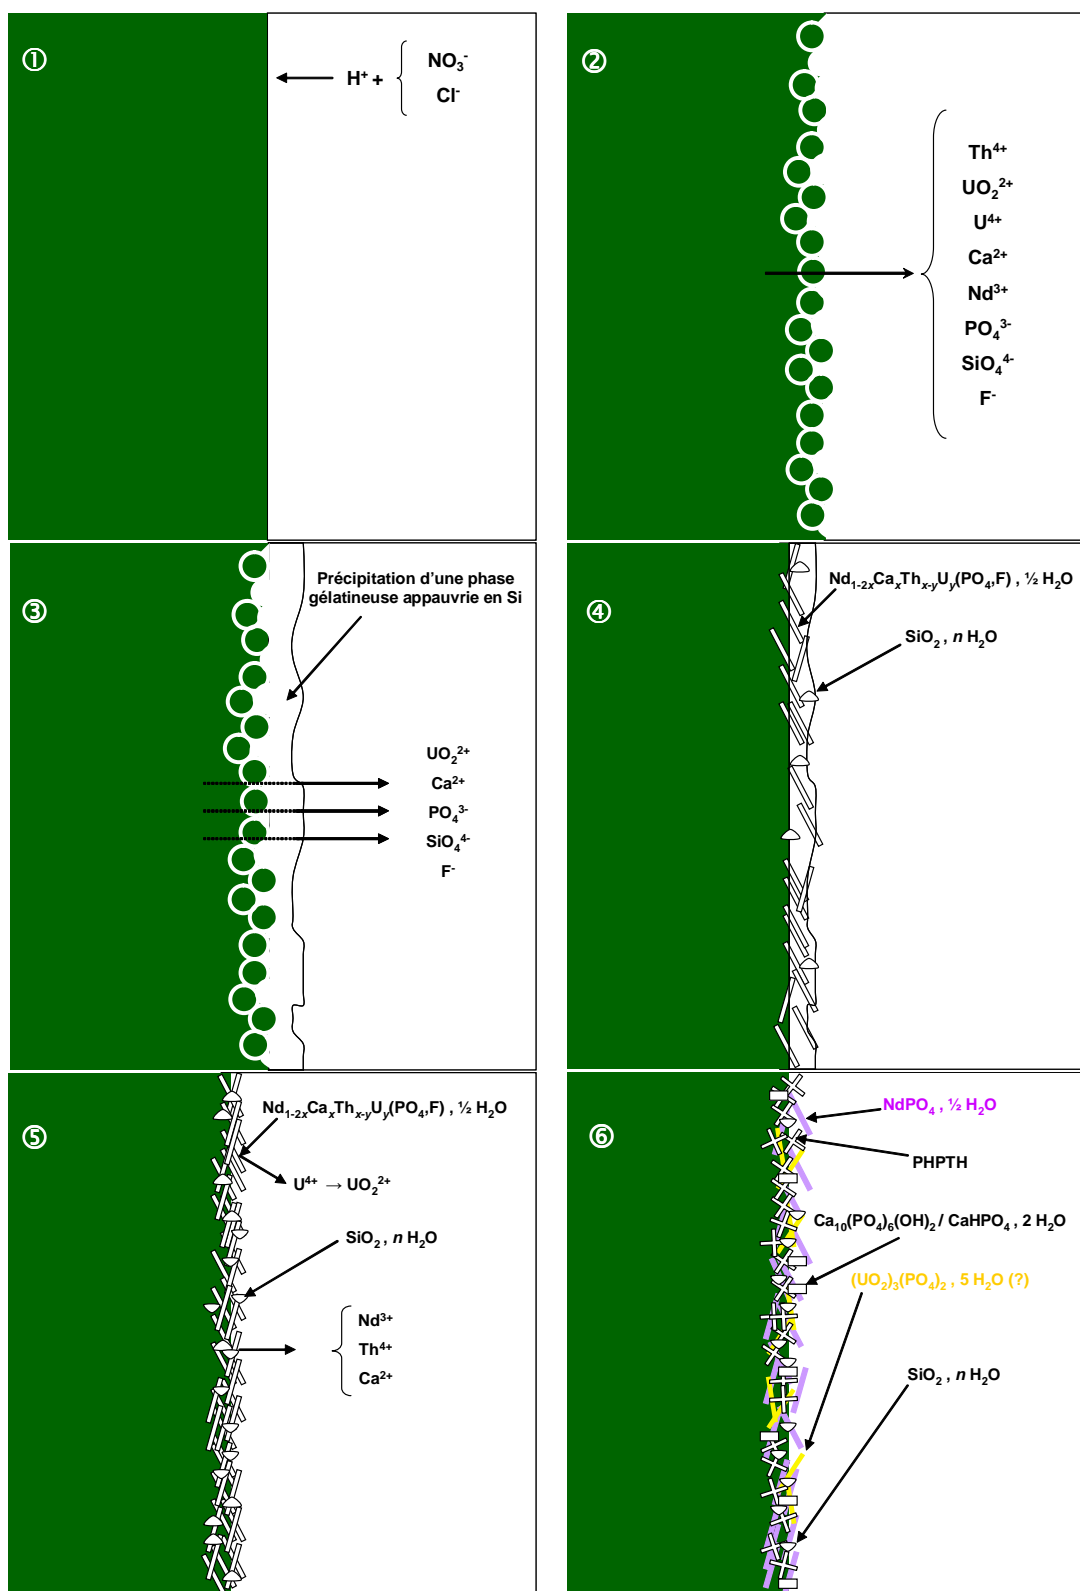 ①
H⁺ +
NO₃⁻
Cl⁻
②
Th⁴⁺
UO₂²⁺
U⁴⁺
Ca²⁺
Nd³⁺
PO₄³⁻
SiO₄⁴⁻
F⁻
③
Précipitation d'une phase
gélatineuse appauvrie en Si
UO₂²⁺
Ca²⁺
PO₄³⁻
SiO₄⁴⁻
F⁻
④
Nd₁₋₂ₓCaₓThₓ₋ᵧUᵧ(PO₄,F) , ½ H₂O
SiO₂ , n H₂O
⑤
Nd₁₋₂ₓCaₓThₓ₋ᵧUᵧ(PO₄,F) , ½ H₂O
U⁴⁺ → UO₂²⁺
SiO₂ , n H₂O
Nd³⁺
Th⁴⁺
Ca²⁺
⑥
NdPO₄ , ½ H₂O
PHPTH
Ca₁₀(PO₄)₆(OH)₂ / CaHPO₄ , 2 H₂O
(UO₂)₃(PO₄)₂ , 5 H₂O (?)
SiO₂ , n H₂O